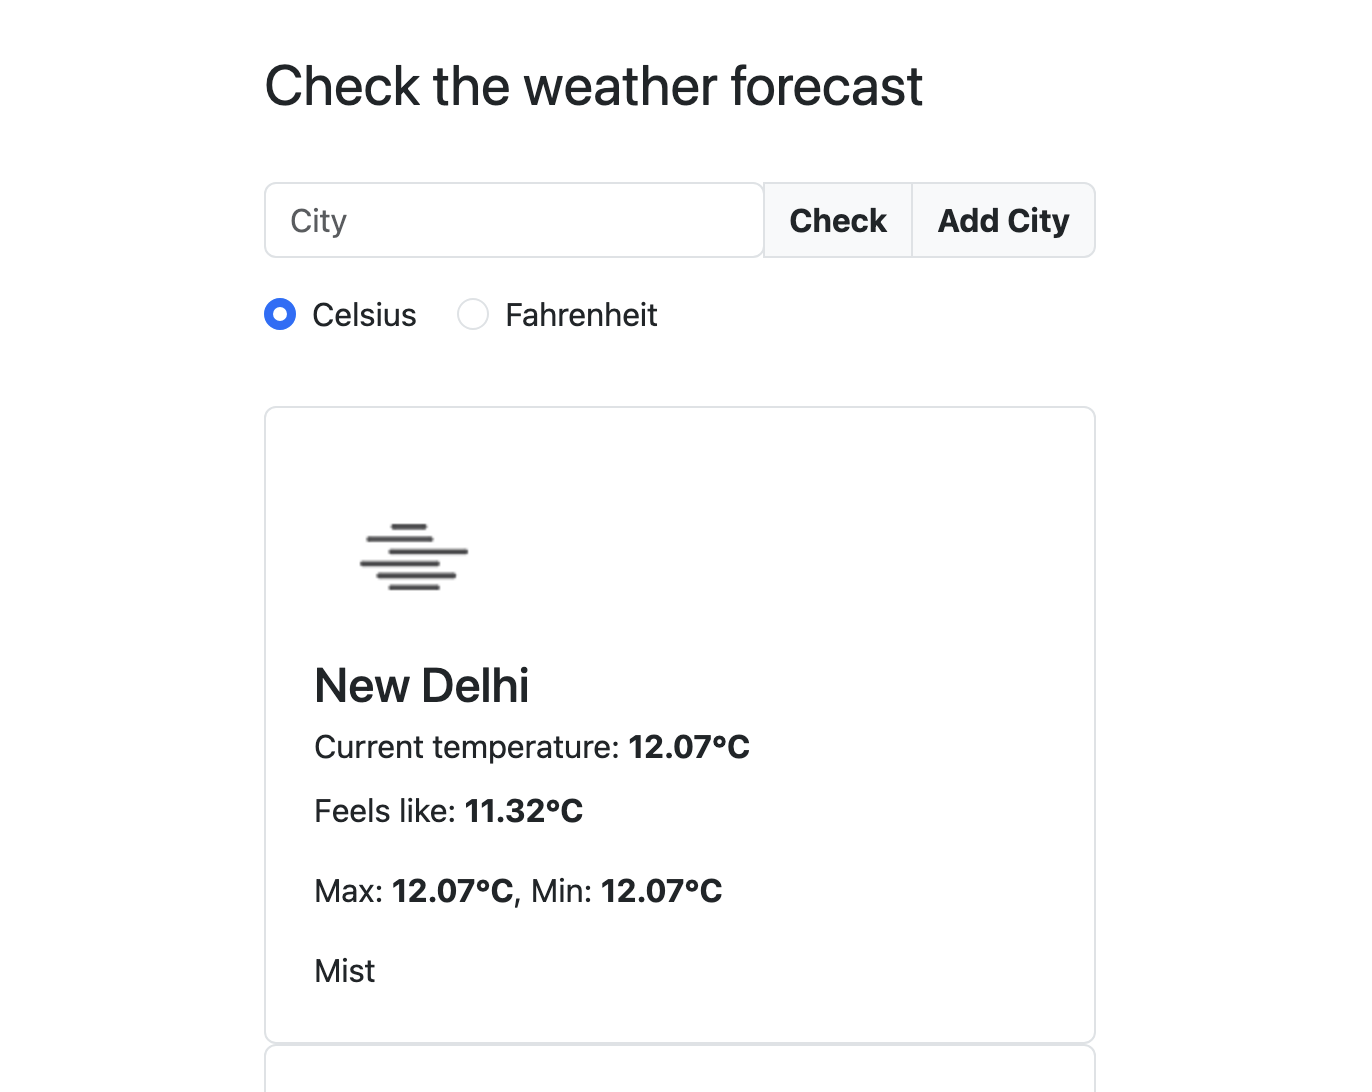 Check the weather forecast
City Check Add City
Celsius Fahrenheit
New Delhi
Current temperature: 12.07°C
Feels like: 11.32°C
Max: 12.07°C, Min: 12.07°C
Mist